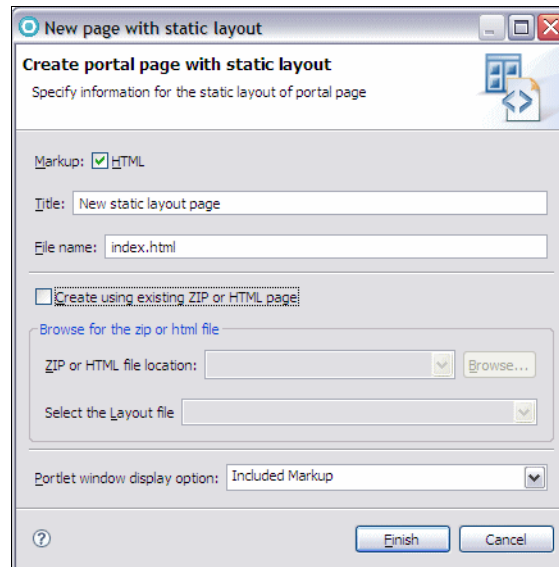 New page with static layout
Create portal page with static layout
Specify information for the static layout of portal page
Markup: HTML
Title: New static layout page
File name: index.html
Create using existing ZIP or HTML page
Browse for the zip or html file
ZIP or HTML file location: Browse...
Select the Layout file
Portlet window display option: Included Markup
? Finish Cancel